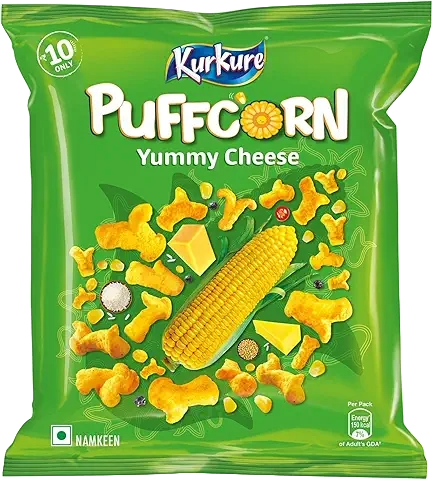 ₹10
ONLY
Kurkure
PUFFCORN
Yummy Cheese
Per Pack
Energy
150 kcal
7%
of Adult's GDA*
NAMKEEN